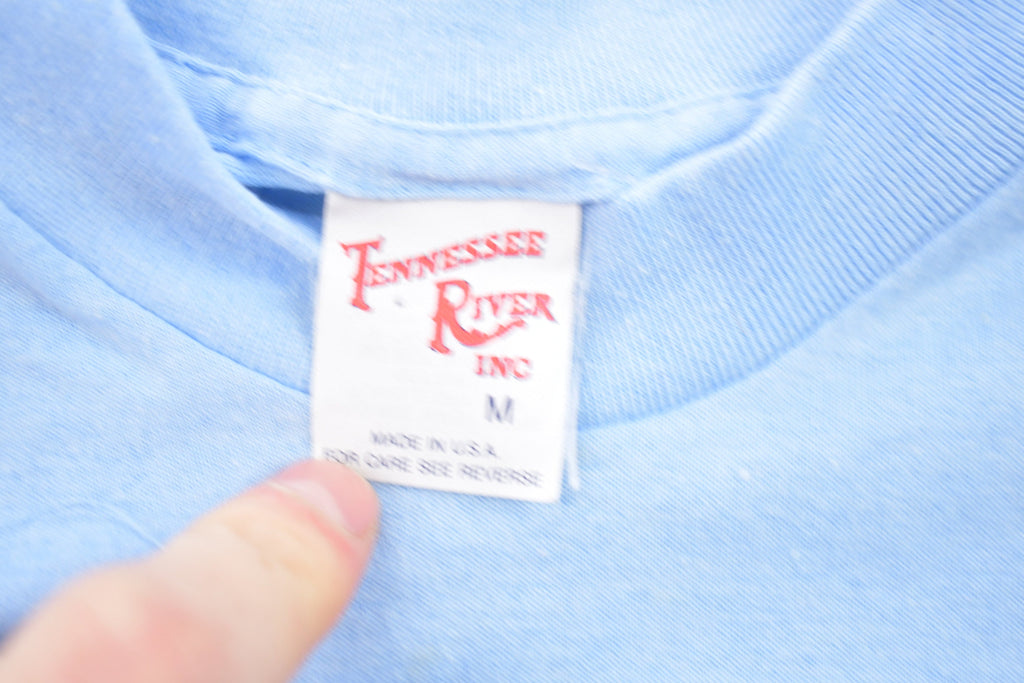 TENNESSEE
RIVER
INC
M
MADE IN U.S.A.
FOR CARE SEE REVERSE